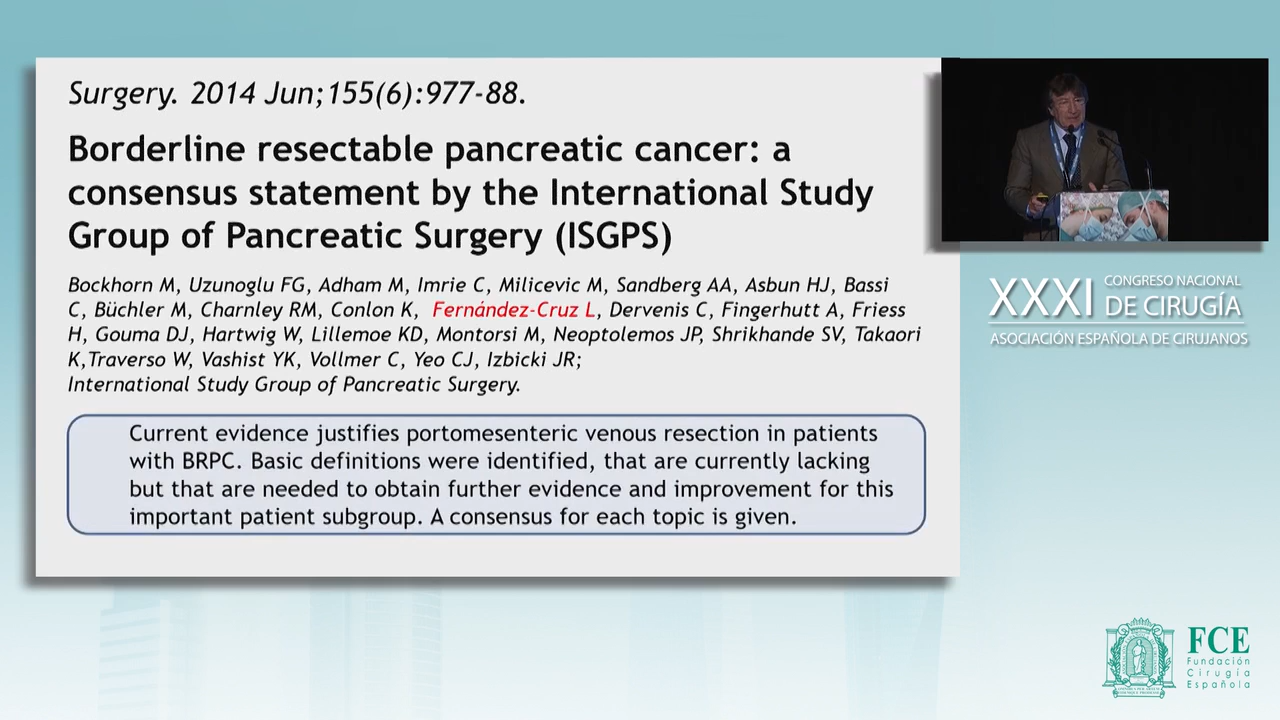 Surgery. 2014 Jun;155(6):977-88.
Borderline resectable pancreatic cancer: a
consensus statement by the International Study
Group of Pancreatic Surgery (ISGPS)
Bockhorn M, Uzunoglu FG, Adham M, Imrie C, Milicevic M, Sandberg AA, Asbun HJ, Bassi
C, Büchler M, Charnley RM, Conlon K, Fernández-Cruz L, Dervenis C, Fingerhutt A, Friess
H, Gouma DJ, Hartwig W, Lillemoe KD, Montorsi M, Neoptolemos JP, Shrikhande SV, Takaori
K,Traverso W, Vashist YK, Vollmer C, Yeo CJ, Izbicki JR;
International Study Group of Pancreatic Surgery.
Current evidence justifies portomesenteric venous resection in patients
with BRPC. Basic definitions were identified, that are currently lacking
but that are needed to obtain further evidence and improvement for this
important patient subgroup. A consensus for each topic is given.
XXXI CONGRESO NACIONAL
DE CIRUGÍA
ASOCIACIÓN ESPAÑOLA DE CIRUJANOS
FCE
Fundación
Cirugía
Española